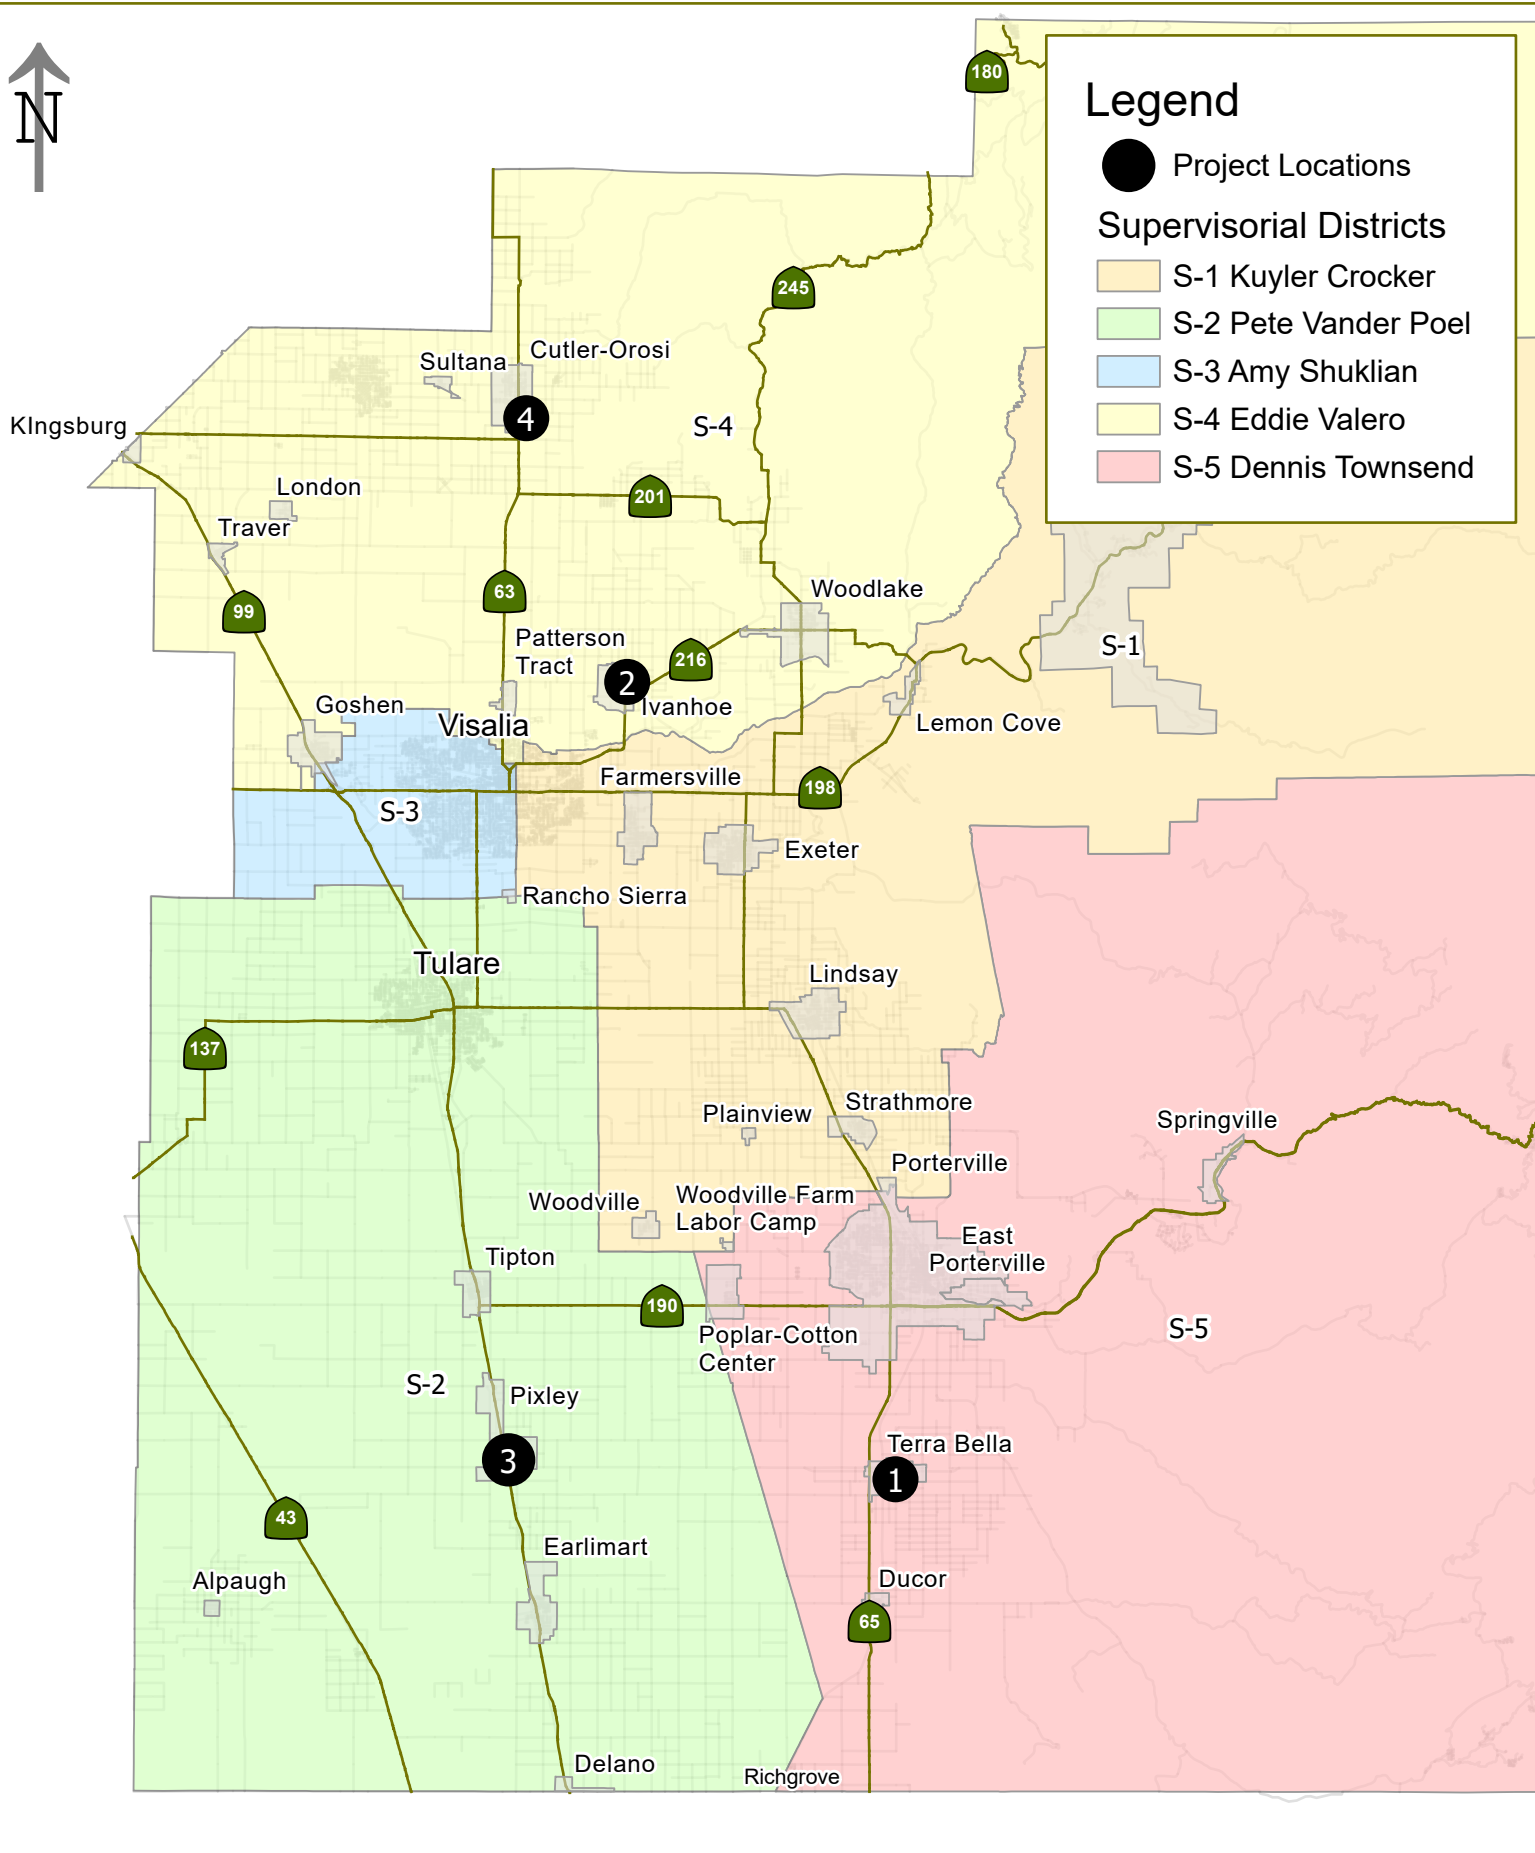 N
180
Legend
Project Locations
Supervisorial Districts
S-1 Kuyler Crocker
S-2 Pete Vander Poel
S-3 Amy Shuklian
S-4 Eddie Valero
S-5 Dennis Townsend
245
Cutler-Orosi
Sultana
4
KIngsburg
S-4
London
201
Traver
63
99
Woodlake
Patterson
Tract
216
S-1
2
Ivanhoe
Goshen
Visalia
Lemon Cove
Farmersville
198
S-3
Exeter
Rancho Sierra
Tulare
Lindsay
137
Plainview
Strathmore
Springville
Porterville
Woodville
Woodville Farm
Labor Camp
East
Porterville
Tipton
190
Poplar-Cotton
Center
S-5
S-2
Pixley
Terra Bella
3
1
43
Earlimart
Alpaugh
Ducor
65
Delano
Richgrove